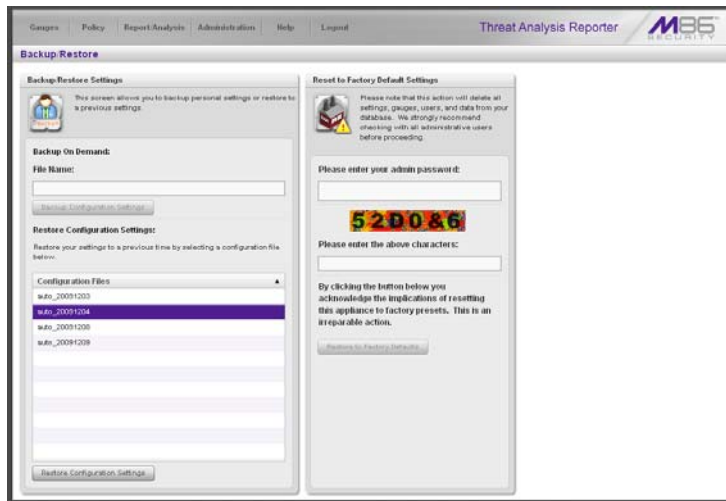 Gauges Policy Report/Analysis Administration Help Logout
Threat Analysis Reporter
M86 SECURITY
Backup/Restore
Backup/Restore Settings
This screen allows you to backup personal settings or restore to
a previous settings.
Backup On Demand:
File Name:
Backup Configuration Settings
Restore Configuration Settings:
Restore your settings to a previous time by selecting a configuration file
below.
Configuration Files
auto_20091203
auto_20091204
auto_20091208
auto_20091209
Restore Configuration Settings
Reset to Factory Default Settings
Please note that this action will delete all
settings, gauges, users, and data from your
database. We strongly recommend
checking with all administrative users
before proceeding.
Please enter your admin password:
52D0&6
Please enter the above characters:
By clicking the button below you
acknowledge the implications of resetting
this appliance to factory presets. This is an
irreparable action.
Restore to Factory Defaults